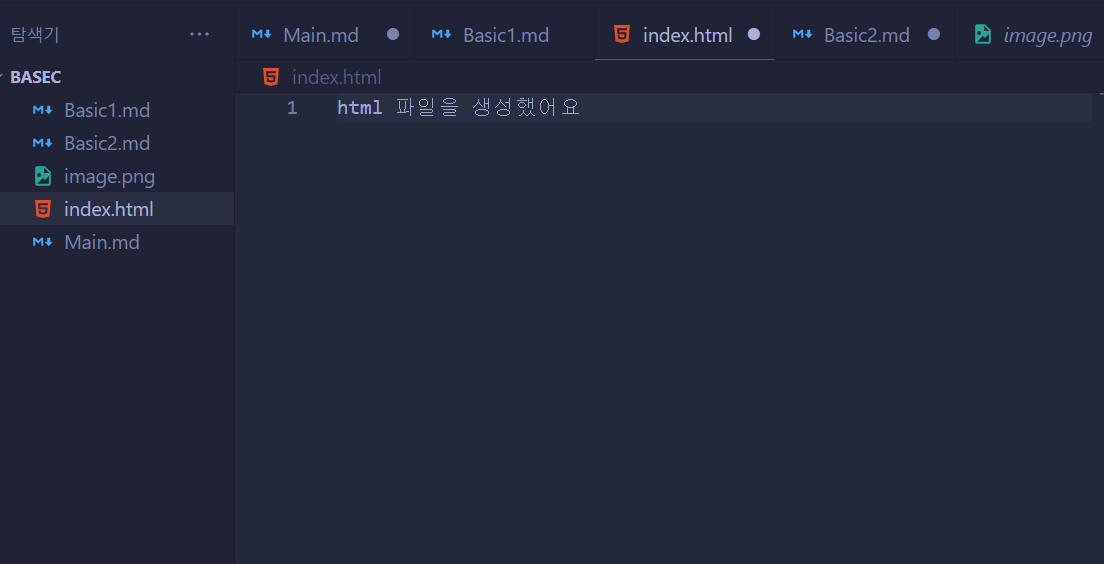 탐색기 ...
Main.md Basic1.md index.html Basic2.md image.png
BASEC
index.html
1 html 파일을 생성했어요
Basic1.md
Basic2.md
image.png
index.html
Main.md